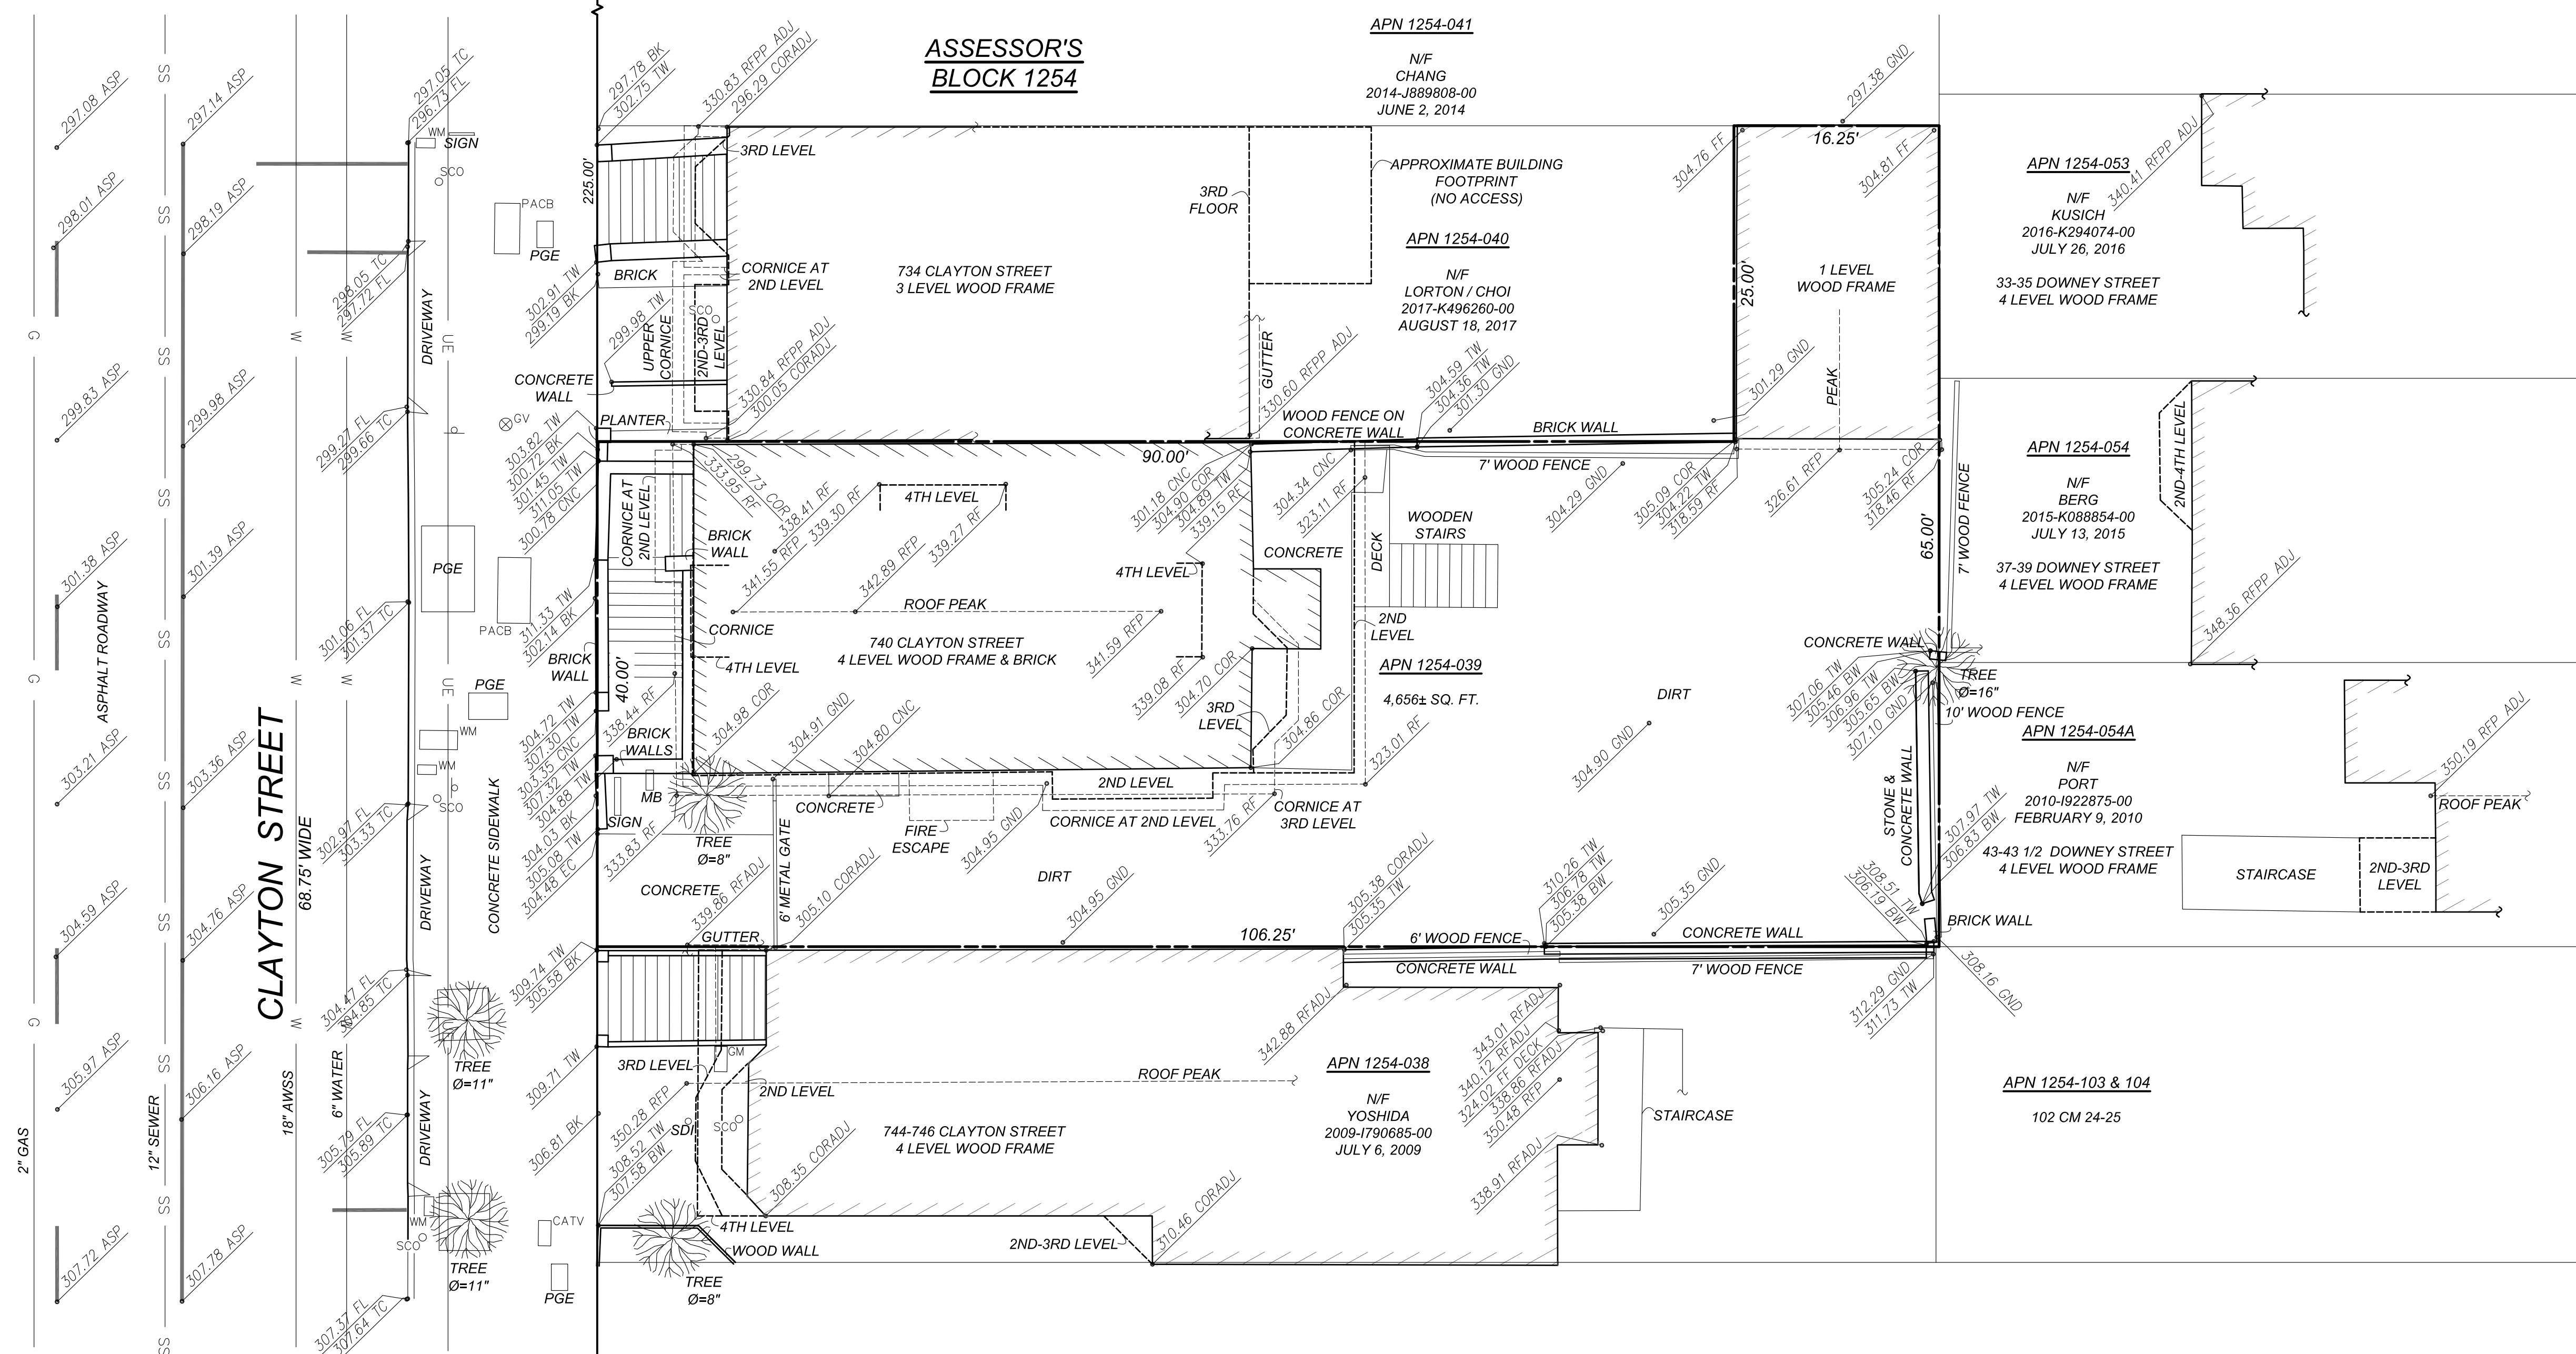 ASSESSOR'S
BLOCK 1254
APN 1254-041
N/F
CHANG
2014-J889808-00
JUNE 2, 2014
297.38 GND
297.08 ASP
297.14 ASP
297.05 TC
296.73 FL
297.78 BK
302.75 TW
330.83 RFPP ADJ
296.29 CORADJ
WM
SIGN
SCO
225.00'
3RD LEVEL
298.01 ASP
298.19 ASP
PACB
PGE
298.05 TC
297.72 FL
BRICK
302.91 TW
299.19 BK
299.98 TW
CORNICE AT
2ND LEVEL
UPPER
CORNICE
2ND-3RD
LEVEL
SCO
734 CLAYTON STREET
3 LEVEL WOOD FRAME
3RD
FLOOR
APPROXIMATE BUILDING
FOOTPRINT
(NO ACCESS)
APN 1254-040
N/F
LORTON / CHOI
2017-K496260-00
AUGUST 18, 2017
304.76 FF
16.25'
304.81 FF
25.00'
1 LEVEL
WOOD FRAME
PEAK
APN 1254-053
N/F
KUSICH
2016-K294074-00
JULY 26, 2016
33-35 DOWNEY STREET
4 LEVEL WOOD FRAME
340.41 RFPP ADJ
DRIVEWAY
UE
G
W
W
SS
299.83 ASP
299.98 ASP
299.27 FL
299.66 TC
GV
CONCRETE
WALL
PLANTER
330.84 RFPP ADJ
300.05 CORADJ
GUTTER
330.60 RFPP ADJ
304.59 TW
304.36 TW
301.30 GND
301.29 GND
WOOD FENCE ON
CONCRETE WALL
BRICK WALL
7' WOOD FENCE
90.00'
303.82 TW
300.72 BK
301.45 TW
311.05 TW
300.78 CNC
CORNICE AT
2ND LEVEL
299.73 COR
333.95 RF
BRICK
WALL
338.41 RF
339.30 RF
4TH LEVEL
341.55 RFP
342.89 RFP
339.27 RF
301.18 CNC
304.90 COR
304.89 TW
339.15 RF
304.34 CNC
323.11 RF
CONCRETE
DECK
WOODEN
STAIRS
304.29 GND
305.09 COR
304.22 TW
318.59 RF
326.61 RFP
305.24 COR
318.46 RF
65.00'
7' WOOD FENCE
2ND-4TH LEVEL
APN 1254-054
N/F
BERG
2015-K088854-00
JULY 13, 2015
37-39 DOWNEY STREET
4 LEVEL WOOD FRAME
348.36 RFPP ADJ
301.38 ASP
301.39 ASP
ASPHALT ROADWAY
301.06 FL
301.37 TC
PGE
PACB
311.33 TW
302.14 BK
BRICK
WALL
40.00'
ROOF PEAK
CORNICE
4TH LEVEL
740 CLAYTON STREET
4 LEVEL WOOD FRAME & BRICK
4TH LEVEL
341.59 RFP
339.08 RF
304.70 COR
3RD
LEVEL
2ND
LEVEL
APN 1254-039
4,656± SQ. FT.
DIRT
304.90 GND
CONCRETE WALL
307.06 TW
305.46 BW
306.96 TW
305.65 BW
307.10 GND
TREE
Ø=16"
10' WOOD FENCE
STONE &
CONCRETE WALL
APN 1254-054A
N/F
PORT
2010-I922875-00
FEBRUARY 9, 2010
43-43 1/2  DOWNEY STREET
4 LEVEL WOOD FRAME
350.19 RFP ADJ
ROOF PEAK
STAIRCASE
2ND-3RD
LEVEL
307.97 TW
306.83 BW
308.51 TW
306.19 BW
BRICK WALL
CLAYTON STREET
68.75' WIDE
G
W
W
UE
PGE
WM
WM
SCO
CONCRETE SIDEWALK
303.21 ASP
303.36 ASP
302.97 FL
303.33 TC
304.72 TW
307.30 TW
303.35 CNC
307.32 TW
304.88 TW
304.03 BK
305.08 TW
304.48 EC
338.44 RF
BRICK
WALLS
MB
SIGN
304.98 COR
304.91 GND
304.80 CNC
TREE
Ø=8"
333.83 RF
CONCRETE
FIRE
ESCAPE
304.95 GND
2ND LEVEL
CORNICE AT 2ND LEVEL
333.76 RF
304.86 COR
323.01 RF
CORNICE AT
3RD LEVEL
6' METAL GATE
DIRT
CONCRETE
339.86 RFADJ
305.10 CORADJ
304.95 GND
305.38 CORADJ
305.35 TW
310.26 TW
306.78 TW
305.38 BW
305.35 GND
GUTTER
106.25'
6' WOOD FENCE
CONCRETE WALL
CONCRETE WALL
7' WOOD FENCE
308.16 GND
312.29 GND
311.73 TW
DRIVEWAY
304.59 ASP
304.76 ASP
304.47 FL
304.85 TC
309.74 TW
305.58 BK
309.71 TW
TREE
Ø=11"
305.97 ASP
306.16 ASP
2" GAS
12" SEWER
18" AWSS
6" WATER
DRIVEWAY
305.79 FL
305.89 TC
306.81 BK
3RD LEVEL
GM
2ND LEVEL
350.28 RFP
SDI
SCO
308.52 TW
307.58 BW
308.35 CORADJ
744-746 CLAYTON STREET
4 LEVEL WOOD FRAME
ROOF PEAK
342.88 RFADJ
APN 1254-038
N/F
YOSHIDA
2009-I790685-00
JULY 6, 2009
343.01 RFADJ
340.12 RFADJ
324.02 FF DECK
338.86 RFADJ
350.48 RFP
338.91 RFADJ
STAIRCASE
APN 1254-103 & 104
102 CM 24-25
310.46 CORADJ
2ND-3RD LEVEL
4TH LEVEL
WOOD WALL
TREE
Ø=8"
CATV
PGE
WM
SCO
TREE
Ø=11"
307.72 ASP
307.78 ASP
307.37 FL
307.64 TC